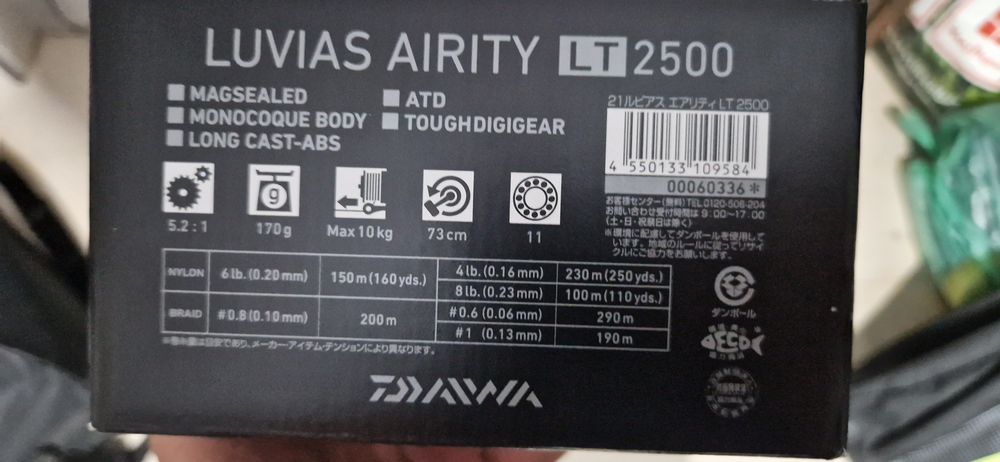 LUVIAS AIRITY LT 2500
MAGSEALED
MONOCOQUE BODY
LONG CAST-ABS
ATD
TOUGHDIGIGEAR
21ルビアス エアリティ LT 2500
4 550133 109584
00060336*
お客様センター(無料)TEL0120-506-204
お問い合わせ受付時間は 9:00～17:00
(土・日・祝祭日は除く)
※環境に配慮してダンボールを使用して
います。地域のルールに従ってリサイ
クルにご協力をお願いします。
g
5.2:1
170g
Max 10kg
73cm
11
NYLON 6lb.(0.20mm) 150m(160yds.) 4lb.(0.16mm) 230m(250yds.)
8lb.(0.23mm) 100m(110yds.)
BRAID #0.8(0.10mm) 200m #0.6(0.06mm) 290m
#1 (0.13mm) 190m
※巻糸量は目安であり、メーカー・アイテム・テンションにより異なります。
ダンボール
ECO
協力商品
DAIWA